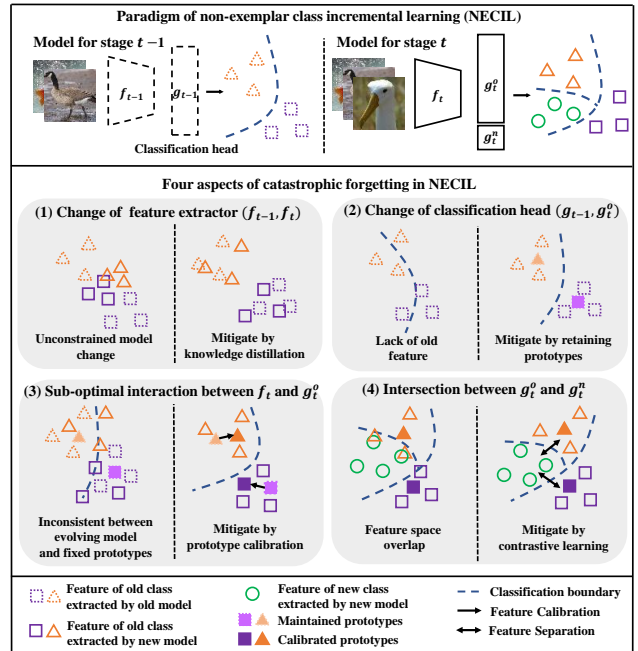 Paradigm of non-exemplar class incremental learning (NECIL)
Model for stage t −1
Model for stage t
f_{t−1}
g_{t−1}
Classification head
f_t
g_t^o
g_t^n
Four aspects of catastrophic forgetting in NECIL
(1) Change of feature extractor (f_{t−1}, f_t)
Unconstrained model
change
Mitigate by
knowledge distillation
(2) Change of classification head (g_{t−1}, g_t^o)
Lack of old
feature
Mitigate by retaining
prototypes
(3) Sub-optimal interaction between f_t and g_t^o
Inconsistent between
evolving model
and fixed prototypes
Mitigate by
prototype calibration
(4) Intersection between g_t^o and g_t^n
Feature space
overlap
Mitigate by
contrastive learning
Feature of old class
extracted by old model
Feature of old class
extracted by new model
Feature of new class
extracted by new model
Maintained prototypes
Calibrated prototypes
Classification boundary
Feature Calibration
Feature Separation